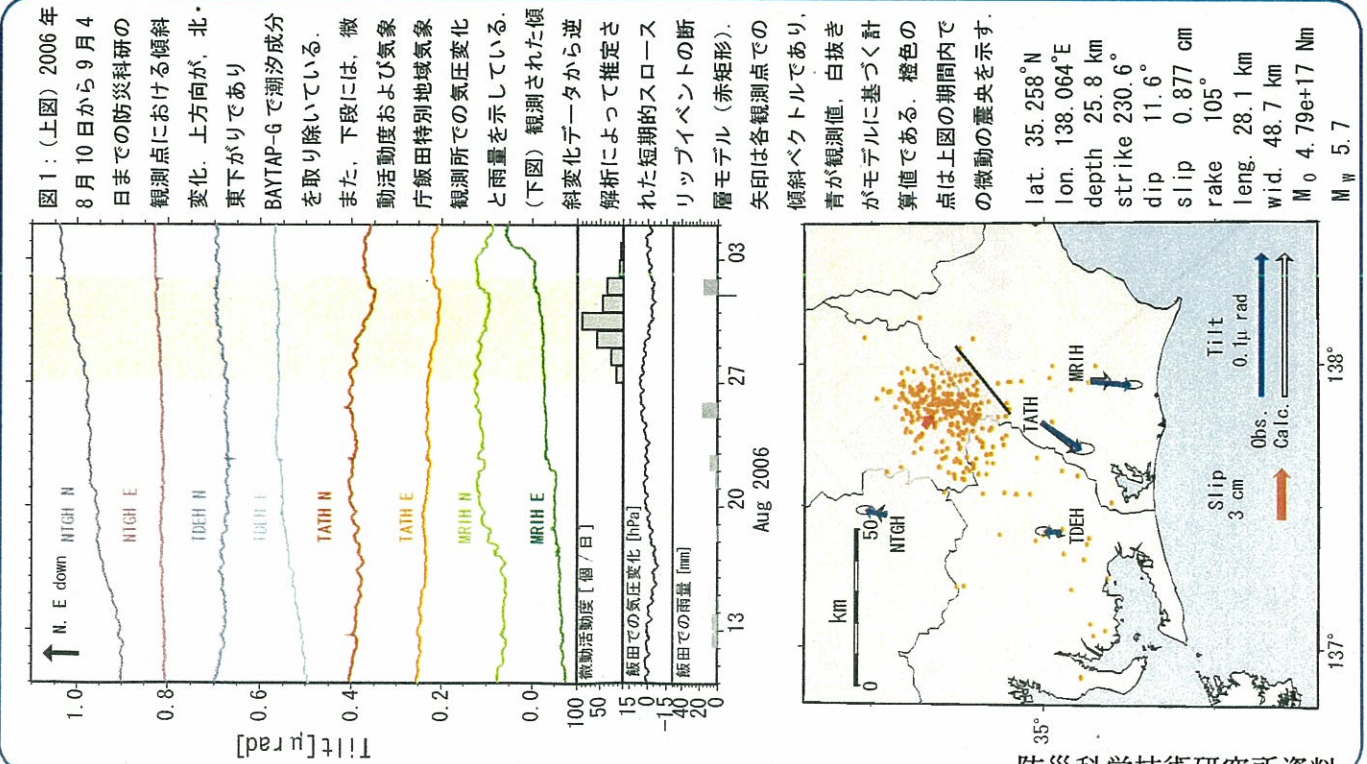 図1:(上図) 2006年
8月10日から9月4
日までの防災科研の
観測点における傾斜
変化. 上方向が, 北・
東下がりであり
BAYTAP-Gで潮汐成分
を取り除いている.
また, 下段には, 微
動活動度および気象
庁飯田特別地域気象
観測所での気圧変化
と雨量を示している.
(下図) 観測された傾
斜変化データから逆
解析によって推定さ
れた短期的スロース
リップイベントの断
層モデル (赤矩形).
矢印は各観測点での
傾斜ベクトルであり,
青が観測値, 白抜き
がモデルに基づく計
算値である. 橙色の
点は上図の期間内で
の微動の震央を示す.
lat. 35.258°N
lon. 138.064°E
depth 25.8 km
strike 230.6°
dip 11.6°
slip 0.877 cm
rake 105°
leng. 28.1 km
wid. 48.7 km
M0 4.79e+17 Nm
Mw 5.7
Tilt[μrad]
1.0
0.8
0.6
0.4
0.2
0.0
N, E down
NTGH N
NTGH E
TDEH N
TDEH E
TATH N
TATH E
MRIH N
MRIH E
100
50
微動活動度[個/日]
15
0
-15
飯田での気圧変化[hPa]
40
20
0
飯田での雨量[mm]
13
20
27
03
Aug 2006
km
0
50
NTGH
TDEH
TATH
MRIH
35°
137°
138°
Slip
3 cm
Tilt
0.1μ rad
Obs.
Calc.